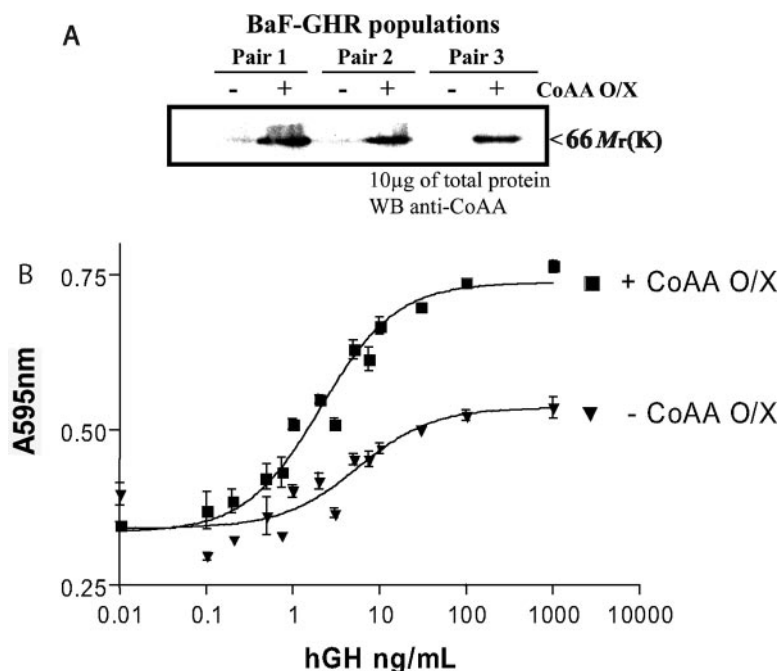 A
BaF-GHR populations
Pair 1 Pair 2 Pair 3
- + - + - + CoAA O/X
<66 Mr(K)
10µg of total protein
WB anti-CoAA
B
0.75
0.50
0.25
A595nm
+ CoAA O/X
- CoAA O/X
0.01 0.1 1 10 100 1000 10000
hGH ng/mL